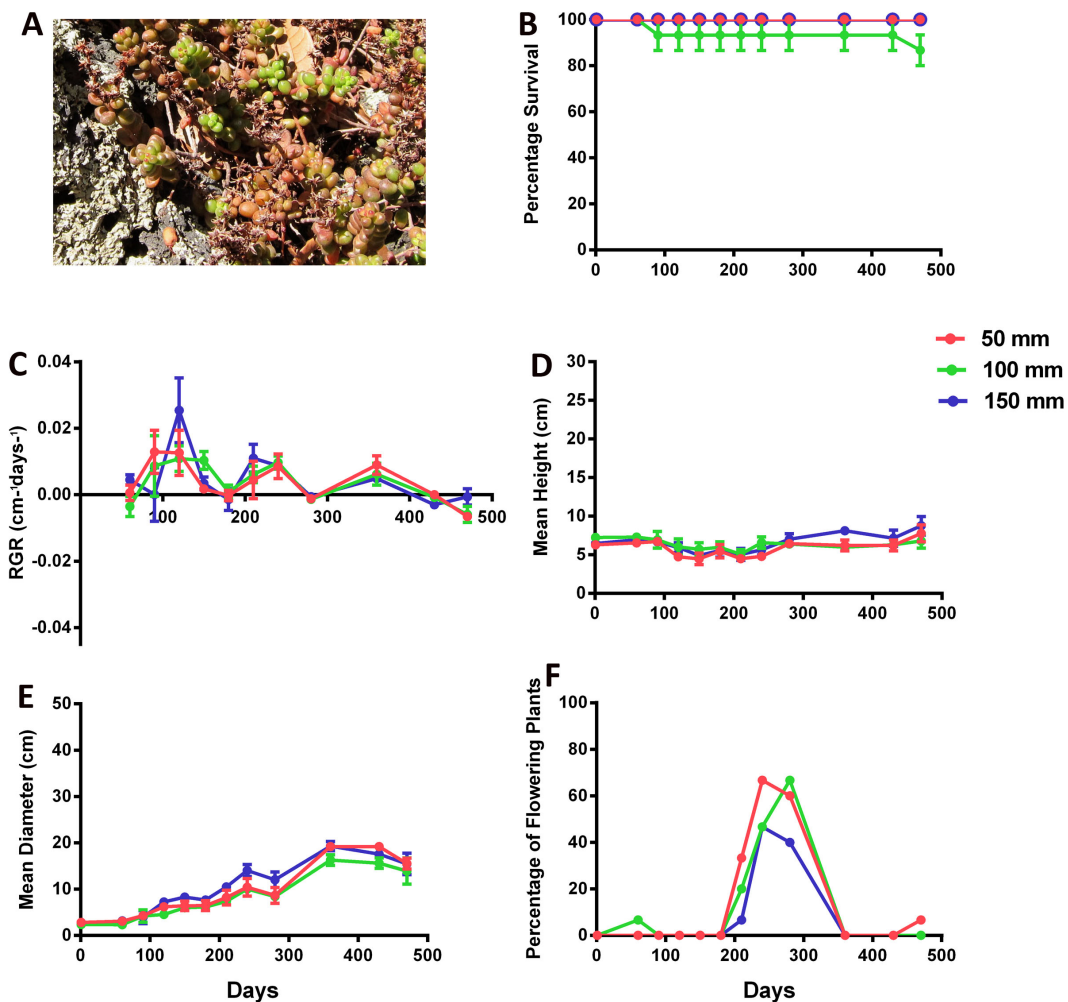 A
B
Percentage Survival
100
80
60
40
20
0
0 100 200 300 400 500
50 mm
100 mm
150 mm
C
RGR (cm-¹days-¹)
0.04
0.02
0.00
-0.02
-0.04
100 200 300 400 500
D
Mean Height (cm)
30
25
20
15
10
5
0
0 100 200 300 400 500
E
Mean Diameter (cm)
50
40
30
20
10
0
0 100 200 300 400 500
Days
F
Percentage of Flowering Plants
100
80
60
40
20
0
0 100 200 300 400 500
Days